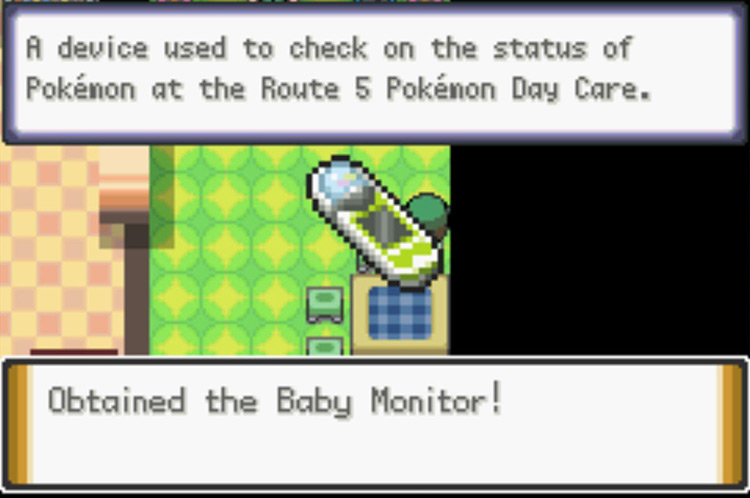 A device used to check on the status of
Pokémon at the Route 5 Pokémon Day Care.
Obtained the Baby Monitor!